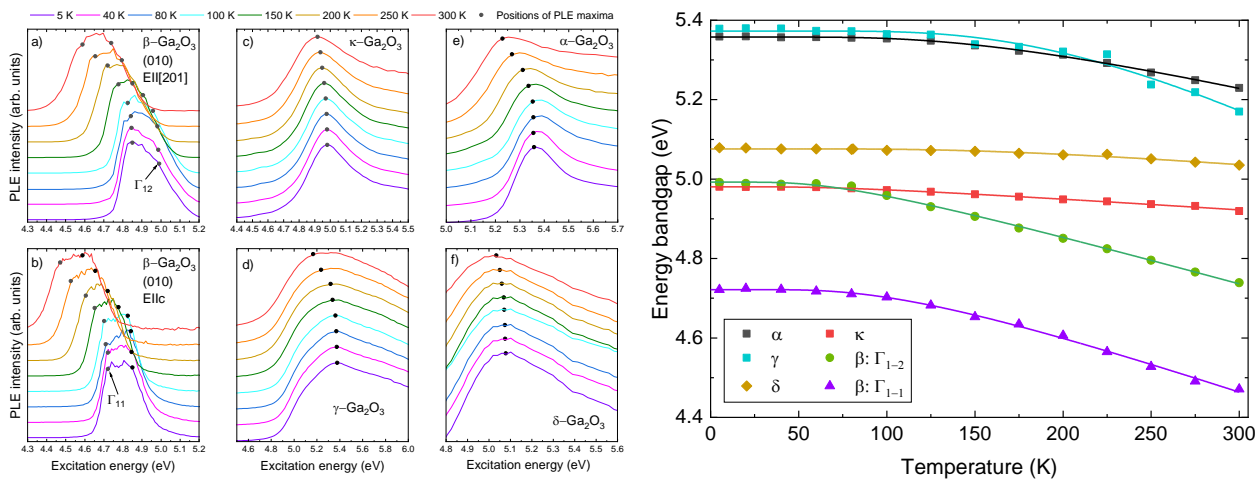 5 K 40 K 80 K 100 K 150 K 200 K 250 K 300 K Positions of PLE maxima
a) β-Ga₂O₃
(010)
EII[201]
Γ₁₂
4.3 4.4 4.5 4.6 4.7 4.8 4.9 5.0 5.1 5.2
PLE intensity (arb. units)
c) κ-Ga₂O₃
4.4 4.5 4.6 4.7 4.8 4.9 5.0 5.1 5.2 5.3 5.4 5.5
e) α-Ga₂O₃
5.0 5.1 5.2 5.3 5.4 5.5 5.6 5.7
b) β-Ga₂O₃
(010)
EIIc
Γ₁₁
4.3 4.4 4.5 4.6 4.7 4.8 4.9 5.0 5.1 5.2
Excitation energy (eV)
PLE intensity (arb. units)
d)
γ-Ga₂O₃
4.4 4.6 4.8 5.0 5.2 5.4 5.6 5.8 6.0
Excitation energy (eV)
f)
δ-Ga₂O₃
4.8 4.9 5.0 5.1 5.2 5.3 5.4 5.5 5.6
Excitation energy (eV)
5.4
5.2
5.0
4.8
4.6
4.4
Energy bandgap (eV)
α κ
γ β: Γ₁₋₂
δ β: Γ₁₋₁
0 50 100 150 200 250 300
Temperature (K)